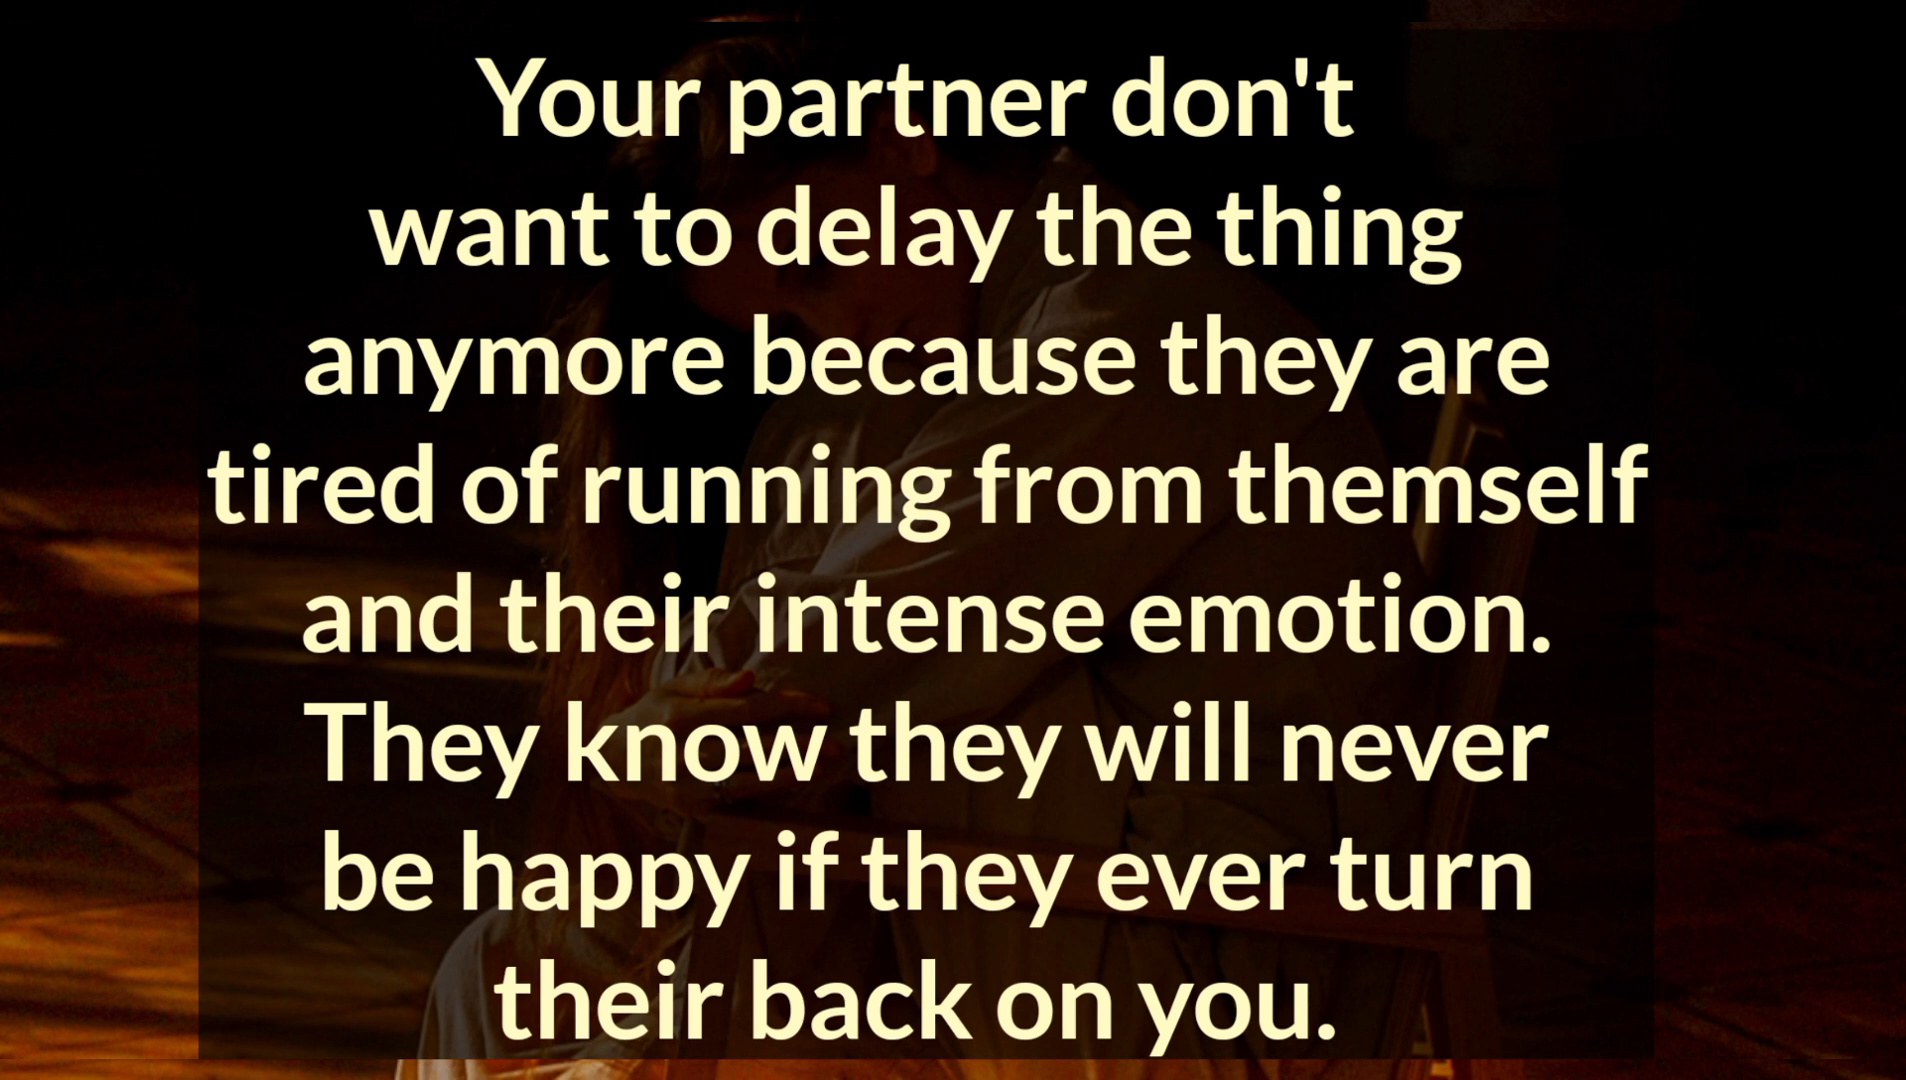 Your partner don't
want to delay the thing
anymore because they are
tired of running from themself
and their intense emotion.
They know they will never
be happy if they ever turn
their back on you.